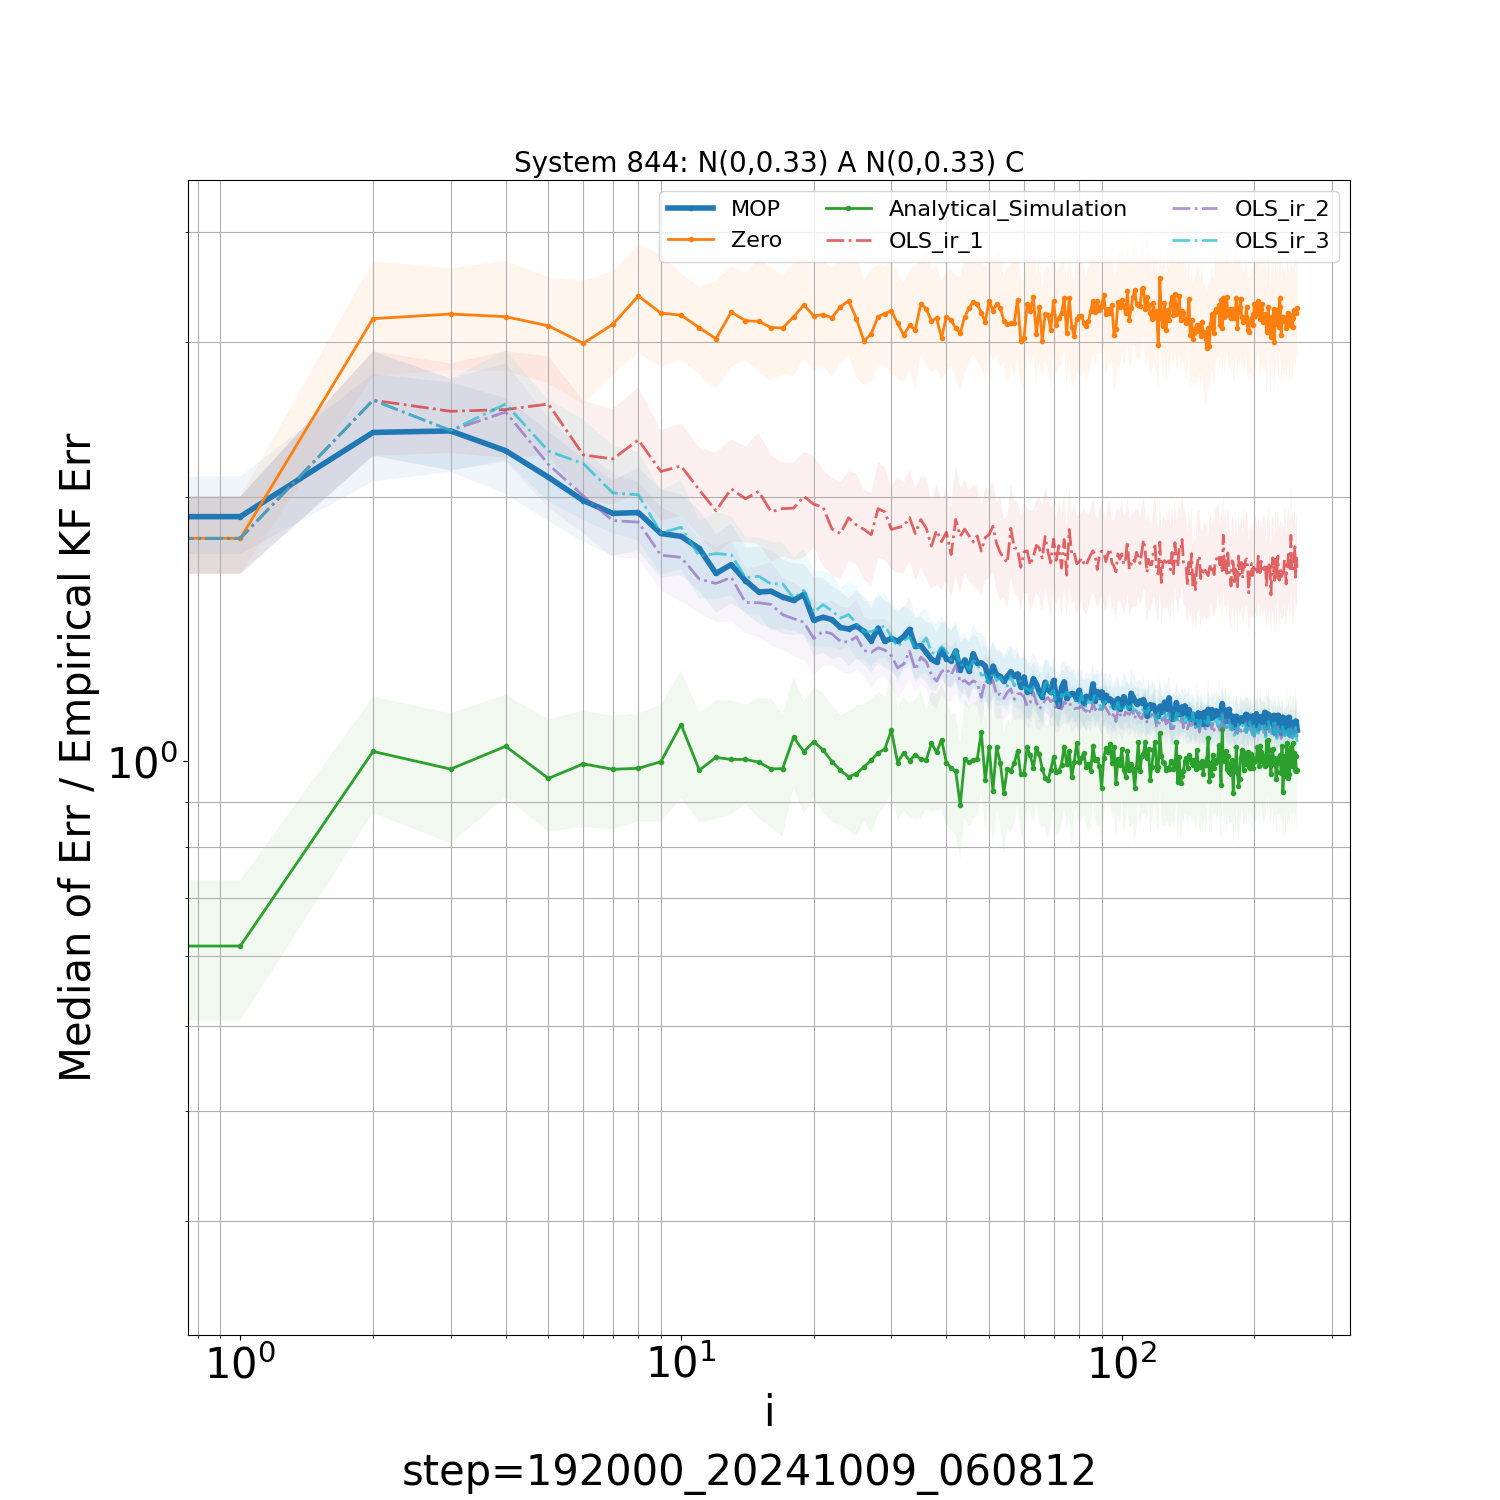 System 844: N(0,0.33) A N(0,0.33) C
MOP
Zero
Analytical_Simulation
OLS_ir_1
OLS_ir_2
OLS_ir_3
Median of Err / Empirical KF Err
10⁰
10⁰
10¹
10²
i
step=192000_20241009_060812